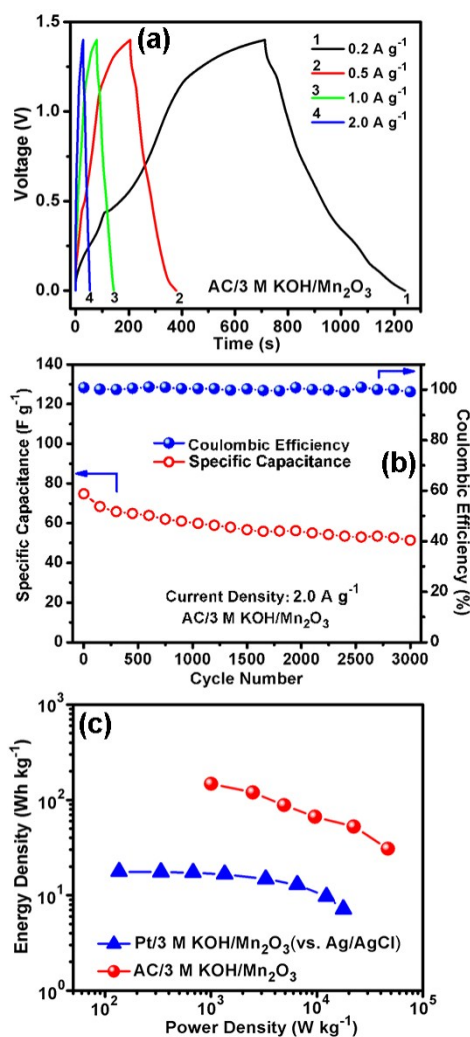 (a)
1 0.2 A g⁻¹
2 0.5 A g⁻¹
3 1.0 A g⁻¹
4 2.0 A g⁻¹
Voltage (V)
1.5
1.0
0.5
0.0
4 3 2 1
AC/3 M KOH/Mn₂O₃
0 200 400 600 800 1000 1200
Time (s)
(b)
Specific Capacitance (F g⁻¹)
140
120
100
80
60
40
20
0
Coulombic Efficiency
Specific Capacitance
Current Density: 2.0 A g⁻¹
AC/3 M KOH/Mn₂O₃
100
80
60
40
20
0
Coulombic Efficiency (%)
0 500 1000 1500 2000 2500 3000
Cycle Number
(c)
Energy Density (Wh kg⁻¹)
10³
10²
10¹
10⁰
Pt/3 M KOH/Mn₂O₃(vs. Ag/AgCl)
AC/3 M KOH/Mn₂O₃
10² 10³ 10⁴ 10⁵
Power Density (W kg⁻¹)